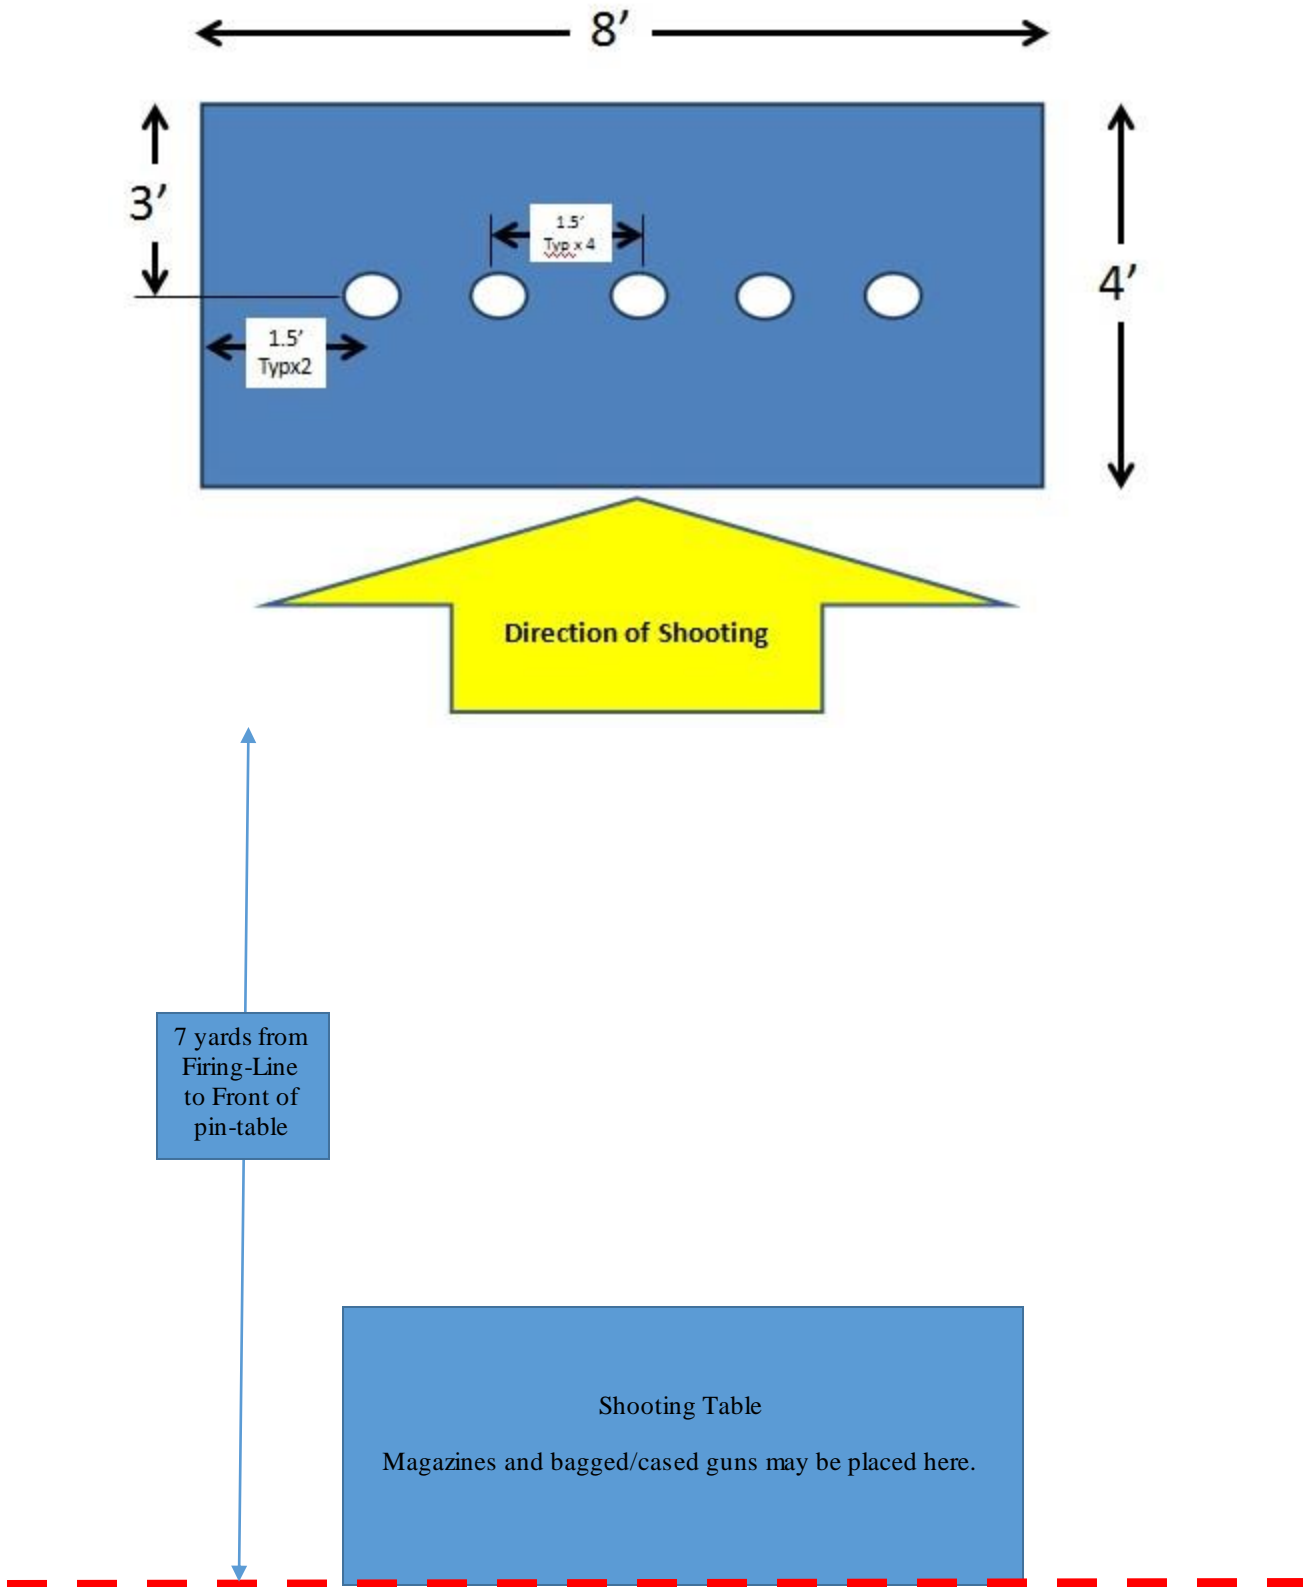 8’
3’
1.5’
Typ x 4
4’
1.5’
Typx2
Direction of Shooting
7 yards from
Firing-Line
to Front of
pin-table
Shooting Table
Magazines and bagged/cased guns may be placed here.